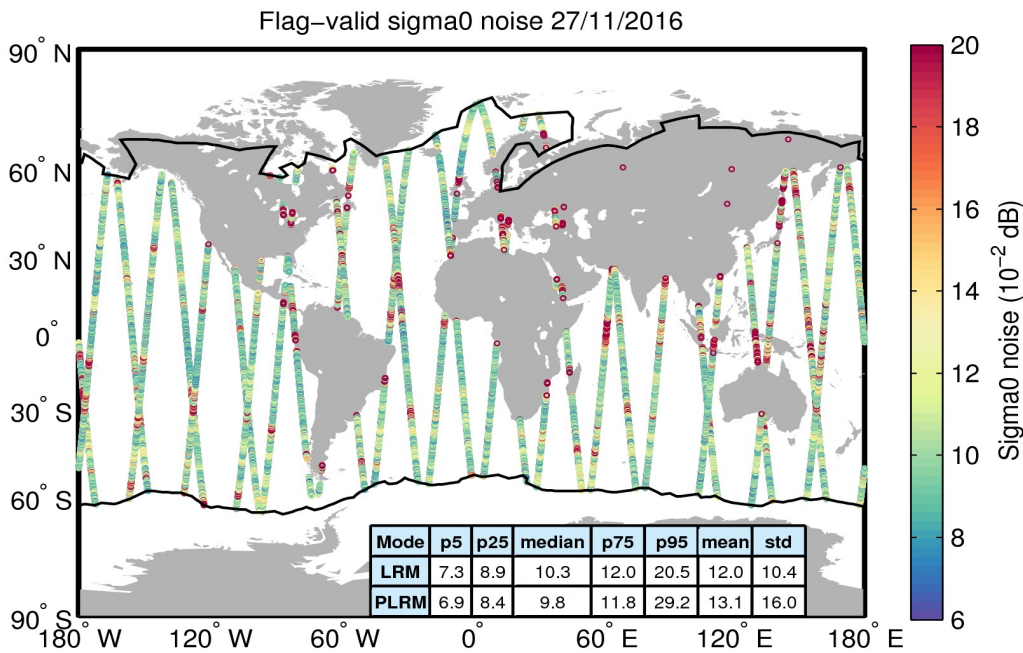 Flag−valid sigma0 noise 27/11/2016
90° N
60° N
30° N
0°
30° S
60° S
90° S
180° W 120° W 60° W 0° 60° E 120° E 180° E
Mode p5 p25 median p75 p95 mean std
LRM 7.3 8.9 10.3 12.0 20.5 12.0 10.4
PLRM 6.9 8.4 9.8 11.8 29.2 13.1 16.0
20
18
16
14
12
10
8
6
Sigma0 noise (10⁻² dB)